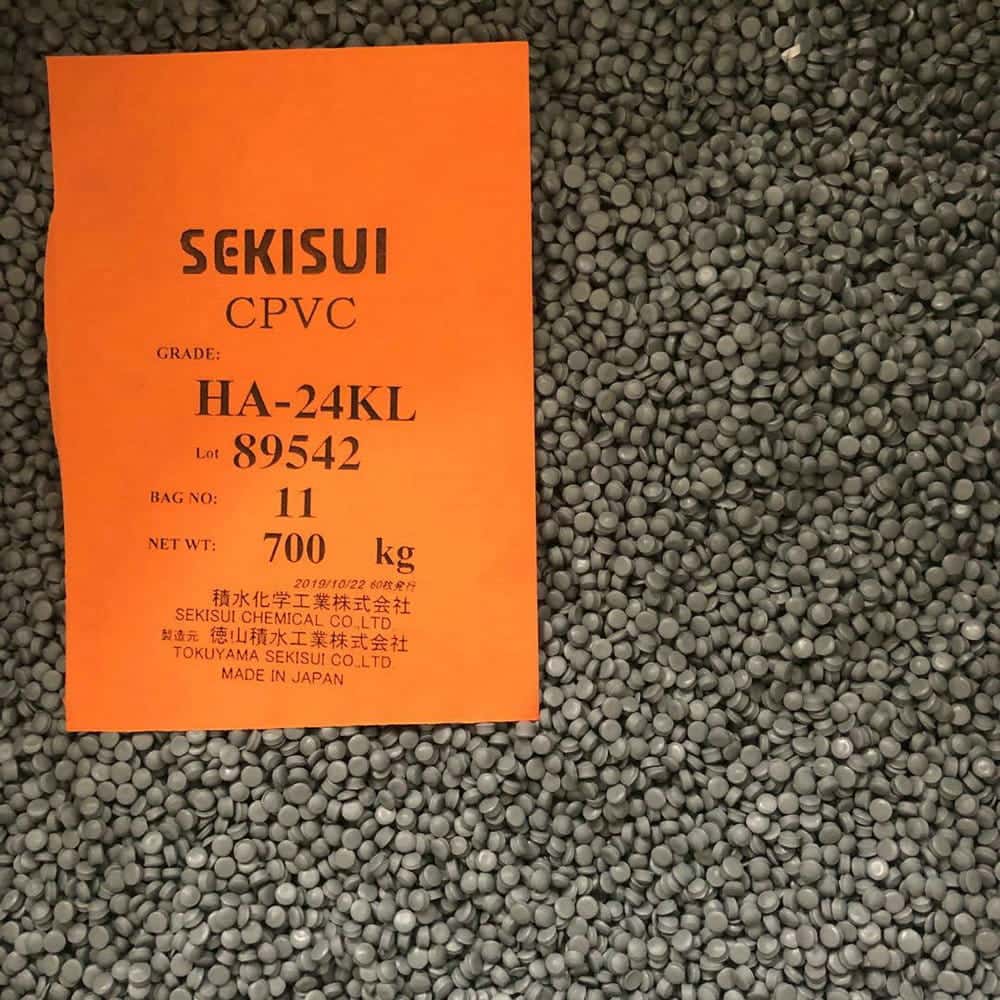 SEKISUI
CPVC
GRADE:
HA-24KL
Lot 89542
BAG NO: 11
NET WT: 700 kg
2019/10/22 60枚発行
積水化学工業株式会社
SEKISUI CHEMICAL CO.,LTD.
製造元 徳山積水工業株式会社
TOKUYAMA SEKISUI CO.,LTD.
MADE IN JAPAN